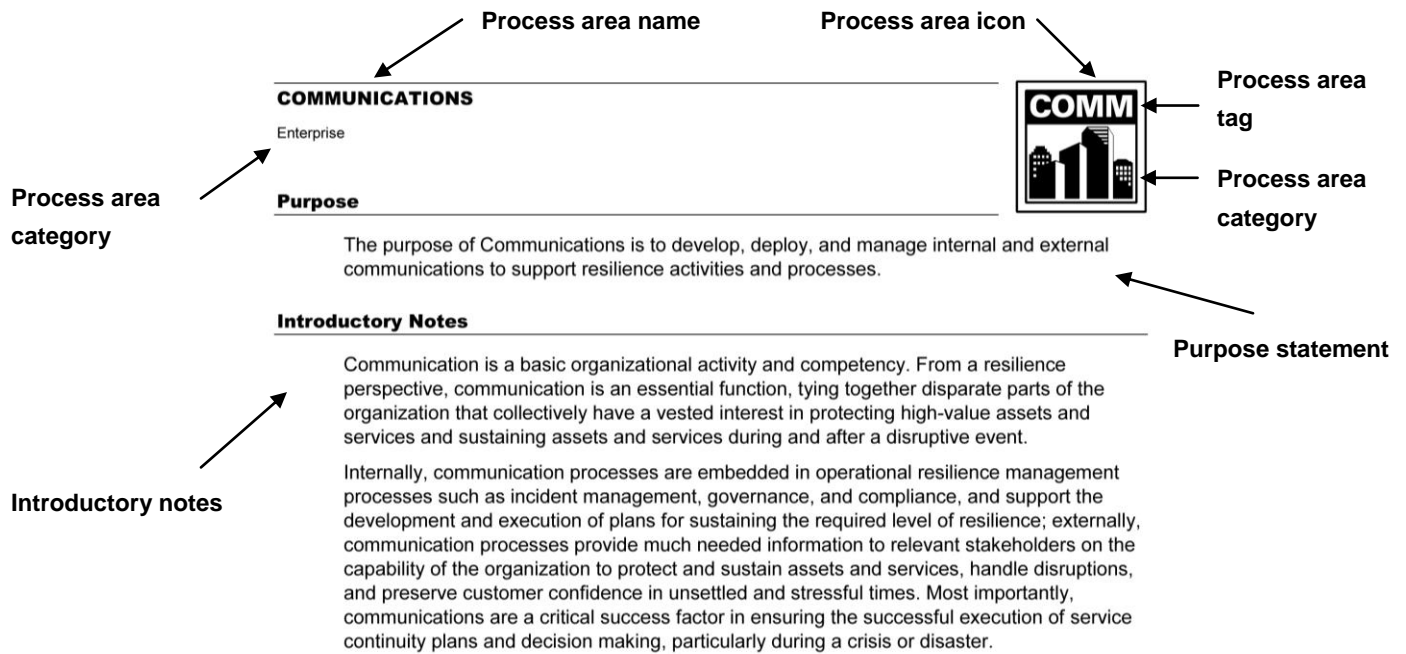 Process area name
Process area icon
COMMUNICATIONS
Enterprise
COMM
Process area
tag
Process area
category
Process area
category
Purpose
The purpose of Communications is to develop, deploy, and manage internal and external
communications to support resilience activities and processes.
Purpose statement
Introductory Notes
Communication is a basic organizational activity and competency. From a resilience
perspective, communication is an essential function, tying together disparate parts of the
organization that collectively have a vested interest in protecting high-value assets and
services and sustaining assets and services during and after a disruptive event.
Introductory notes
Internally, communication processes are embedded in operational resilience management
processes such as incident management, governance, and compliance, and support the
development and execution of plans for sustaining the required level of resilience; externally,
communication processes provide much needed information to relevant stakeholders on the
capability of the organization to protect and sustain assets and services, handle disruptions,
and preserve customer confidence in unsettled and stressful times. Most importantly,
communications are a critical success factor in ensuring the successful execution of service
continuity plans and decision making, particularly during a crisis or disaster.